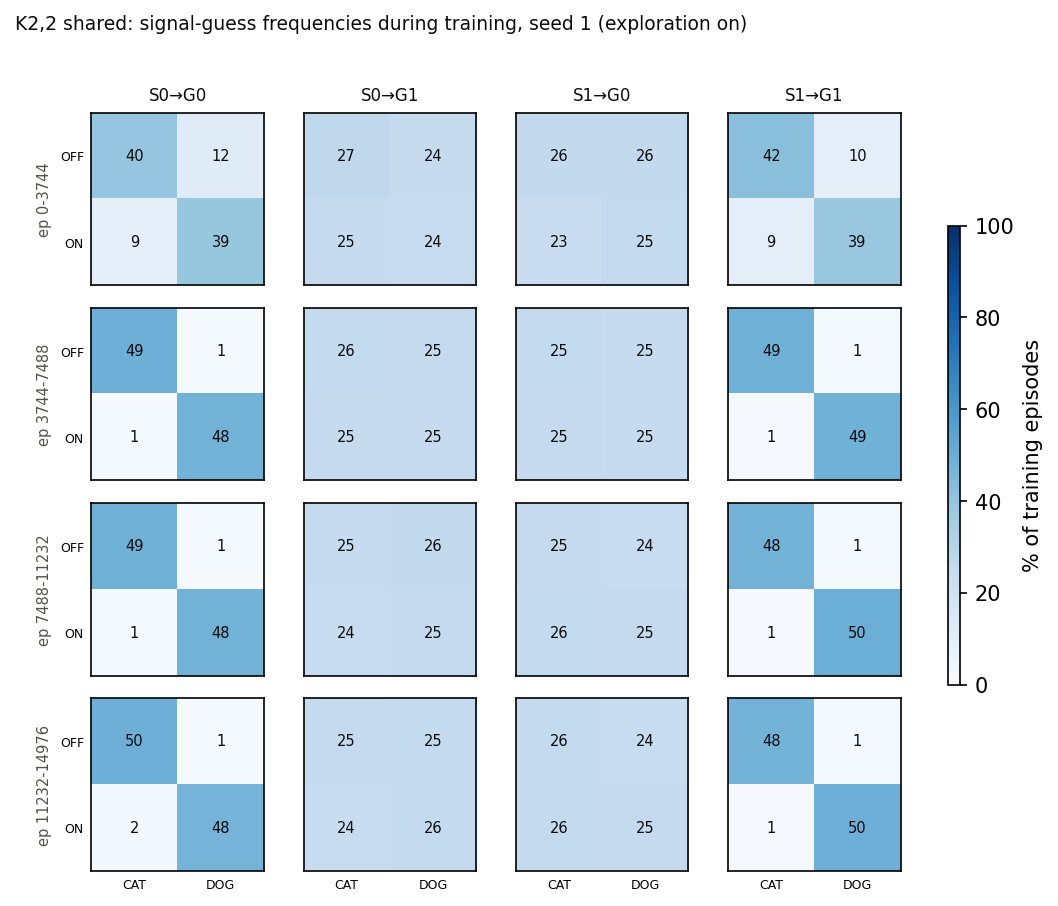 K2,2 shared: signal-guess frequencies during training, seed 1 (exploration on)
S0→G0 S0→G1 S1→G0 S1→G1
ep 0-3744
OFF 40 12 27 24 26 26 42 10
ON 9 39 25 24 23 25 9 39
ep 3744-7488
OFF 49 1 26 25 25 25 49 1
ON 1 48 25 25 25 25 1 49
ep 7488-11232
OFF 49 1 25 26 25 24 48 1
ON 1 48 24 25 26 25 1 50
ep 11232-14976
OFF 50 1 25 25 26 24 48 1
ON 2 48 24 26 26 25 1 50
CAT DOG CAT DOG CAT DOG CAT DOG
100
80
60
40
20
0
% of training episodes